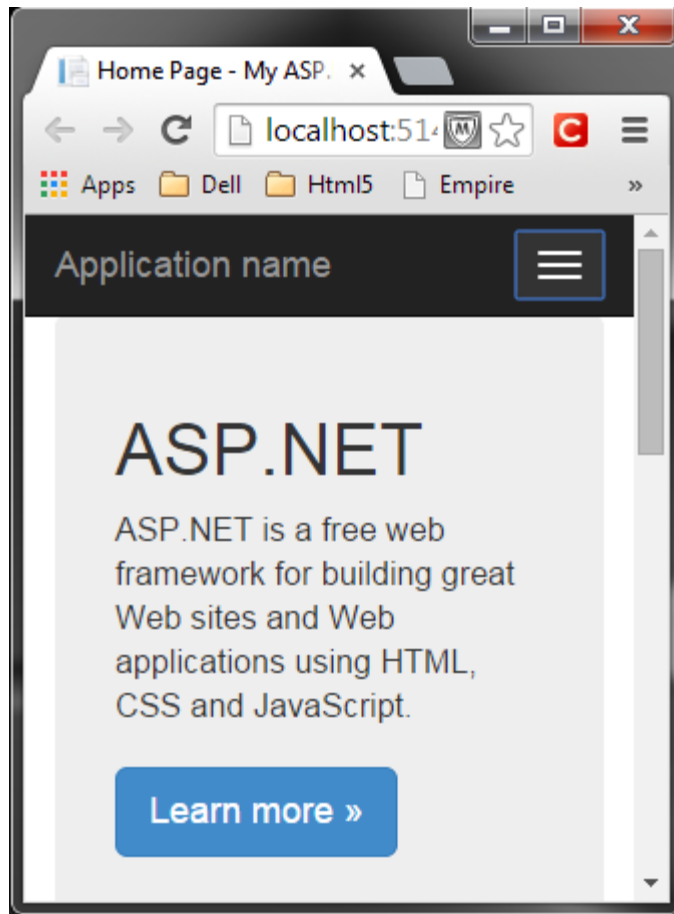 Home Page - My ASP.
localhost:514
Apps Dell Html5 Empire »
Application name
ASP.NET
ASP.NET is a free web
framework for building great
Web sites and Web
applications using HTML,
CSS and JavaScript.
Learn more »